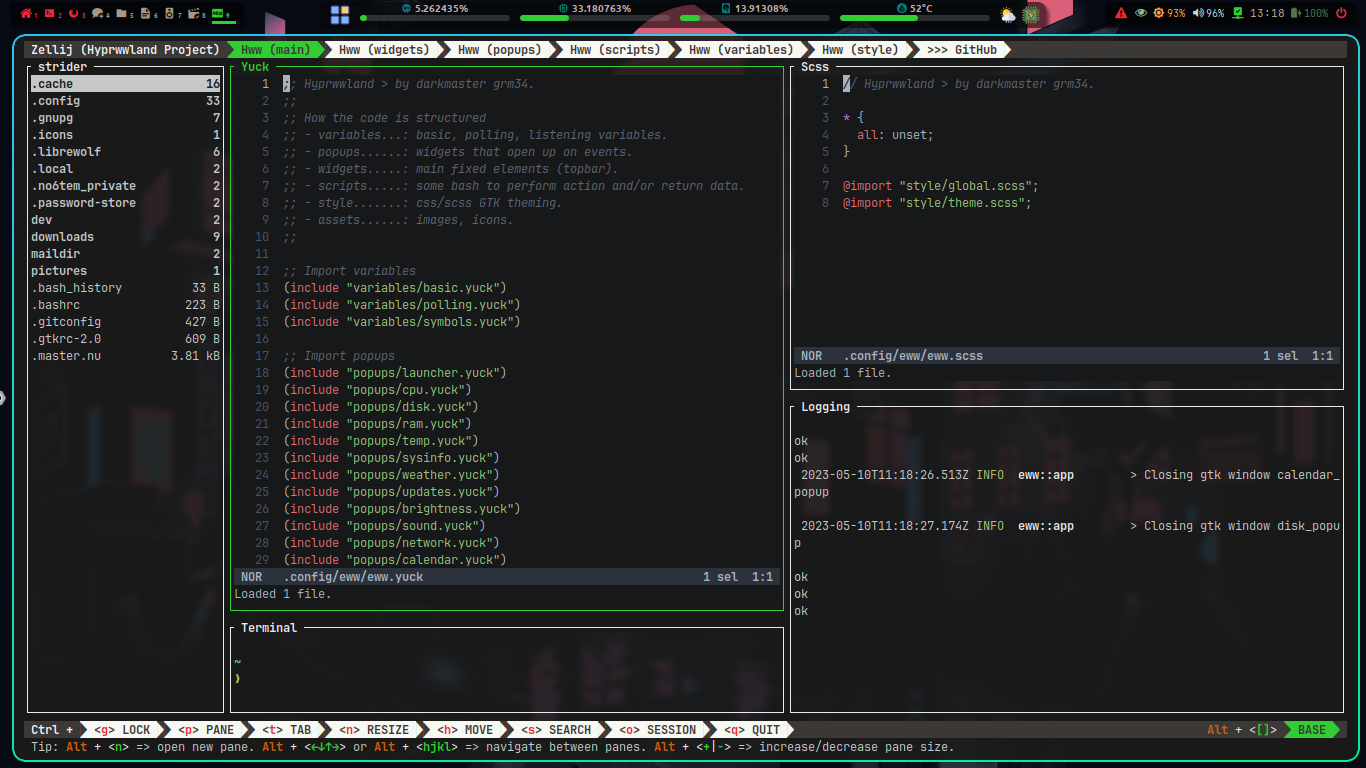 1 2 3 4 5 6 7 8 9
5.262435% 33.180763% 13.91308% 52°C
93% 96% 13:18 100%
Zellij (Hyprwwland Project) Hww (main) Hww (widgets) Hww (popups) Hww (scripts) Hww (variables) Hww (style) >>> GitHub
strider
.cache 16
.config 33
.gnupg 7
.icons 1
.librewolf 6
.local 2
.noótem_private 2
.password-store 2
dev 2
downloads 9
maildir 2
pictures 1
.bash_history 33 B
.bashrc 223 B
.gitconfig 427 B
.gtkrc-2.0 609 B
.master.nu 3.81 kB
Yuck
1 ;; Hyprwwland > by darkmaster grm34.
2 ;;
3 ;; How the code is structured
4 ;; - variables...: basic, polling, listening variables.
5 ;; - popups......: widgets that open up on events.
6 ;; - widgets.....: main fixed elements (topbar).
7 ;; - scripts.....: some bash to perform action and/or return data.
8 ;; - style.......: css/scss GTK theming.
9 ;; - assets......: images, icons.
10 ;;
11
12 ;; Import variables
13 (include "variables/basic.yuck")
14 (include "variables/polling.yuck")
15 (include "variables/symbols.yuck")
16
17 ;; Import popups
18 (include "popups/launcher.yuck")
19 (include "popups/cpu.yuck")
20 (include "popups/disk.yuck")
21 (include "popups/ram.yuck")
22 (include "popups/temp.yuck")
23 (include "popups/sysinfo.yuck")
24 (include "popups/weather.yuck")
25 (include "popups/updates.yuck")
26 (include "popups/brightness.yuck")
27 (include "popups/sound.yuck")
28 (include "popups/network.yuck")
29 (include "popups/calendar.yuck")
NOR .config/eww/eww.yuck 1 sel 1:1
Loaded 1 file.
Terminal
~
❯
Scss
1 // Hyprwwland > by darkmaster grm34.
2
3 * {
4 all: unset;
5 }
6
7 @import "style/global.scss";
8 @import "style/theme.scss";
NOR .config/eww/eww.scss 1 sel 1:1
Loaded 1 file.
Logging
ok
ok
2023-05-10T11:18:26.513Z INFO eww::app > Closing gtk window calendar_
popup
2023-05-10T11:18:27.174Z INFO eww::app > Closing gtk window disk_popu
p
ok
ok
ok
Ctrl + <g> LOCK <p> PANE <t> TAB <n> RESIZE <h> MOVE <s> SEARCH <o> SESSION <q> QUIT Alt + <[]> BASE
Tip: Alt + <n> => open new pane. Alt + <←↓↑→> or Alt + <hjkl> => navigate between panes. Alt + <+|-> => increase/decrease pane size.